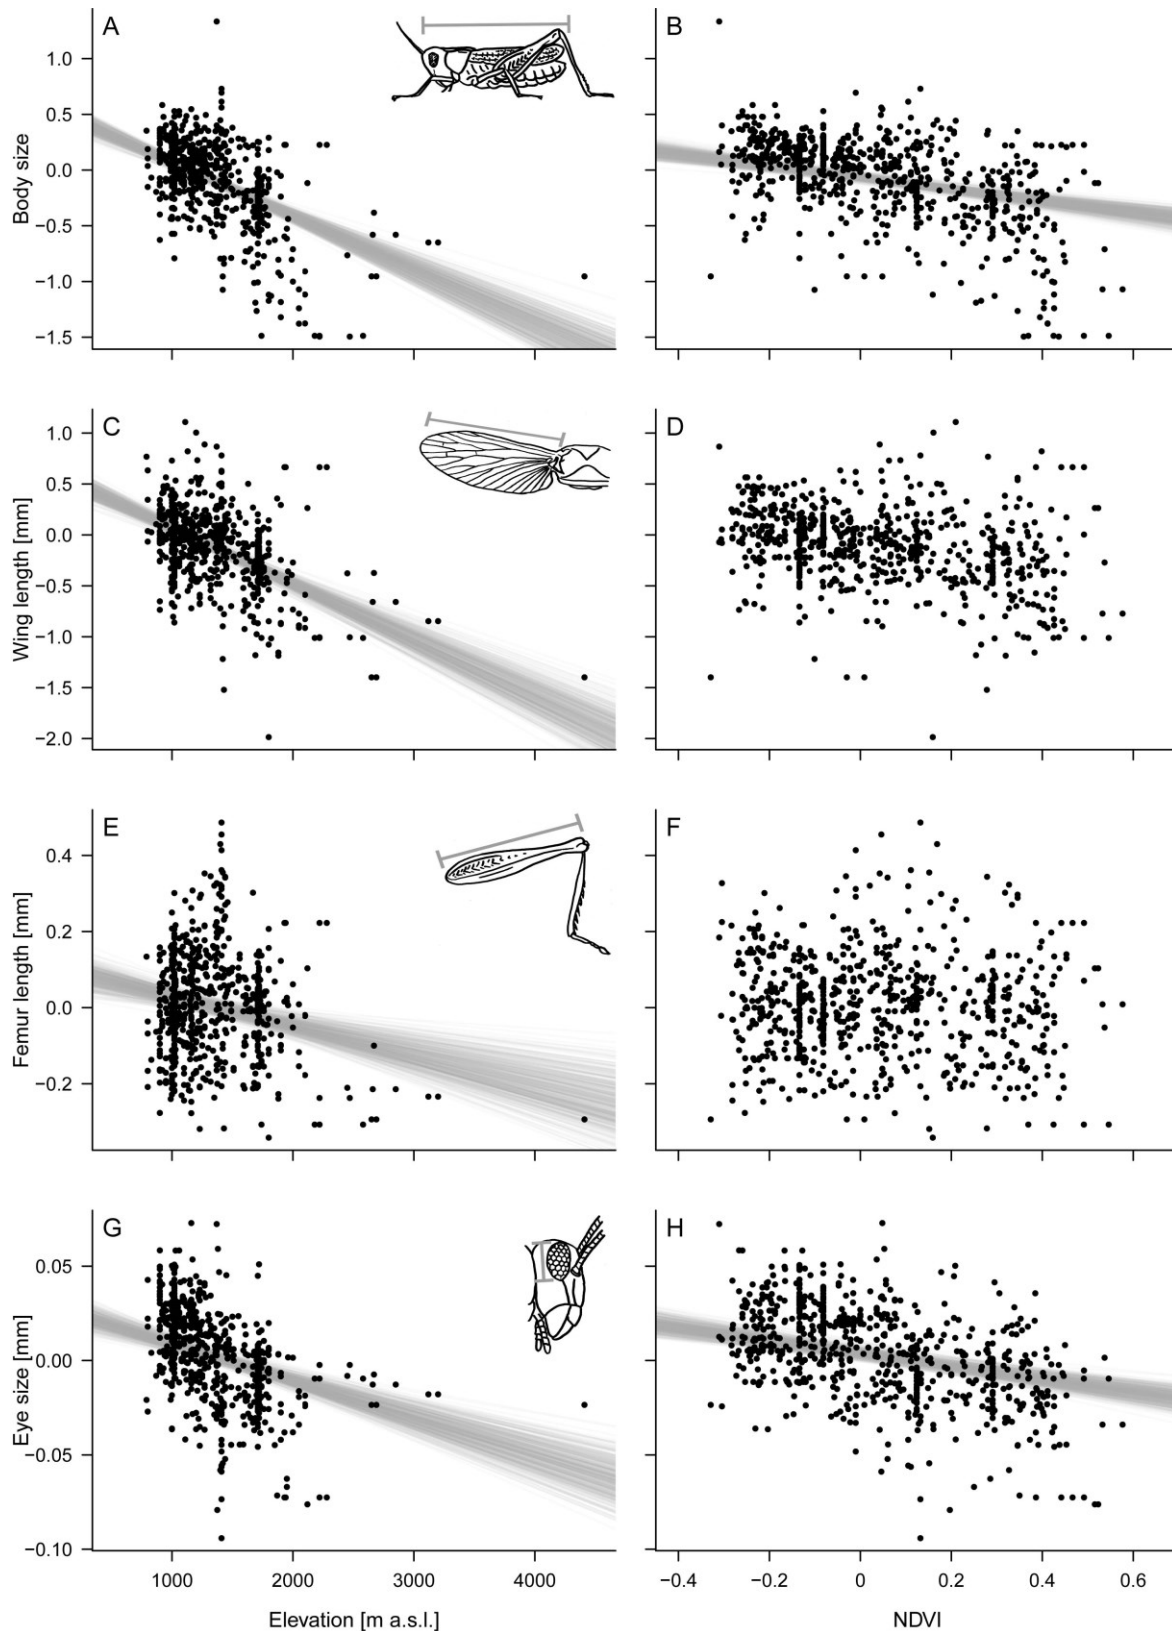 A
B
1.0
0.5
0.0
−0.5
−1.0
−1.5
Body size
C
D
1.0
0.5
0.0
−0.5
−1.0
−1.5
−2.0
Wing length [mm]
E
F
0.4
0.2
0.0
−0.2
Femur length [mm]
G
H
0.05
0.00
−0.05
−0.10
Eye size [mm]
1000 2000 3000 4000
−0.4 −0.2 0 0.2 0.4 0.6
Elevation [m a.s.l.]
NDVI